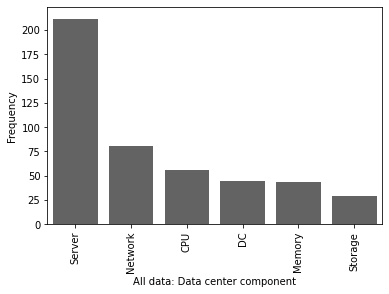 200
175
150
125
100
75
50
25
0
Frequency
Server
Network
CPU
DC
Memory
Storage
All data: Data center component